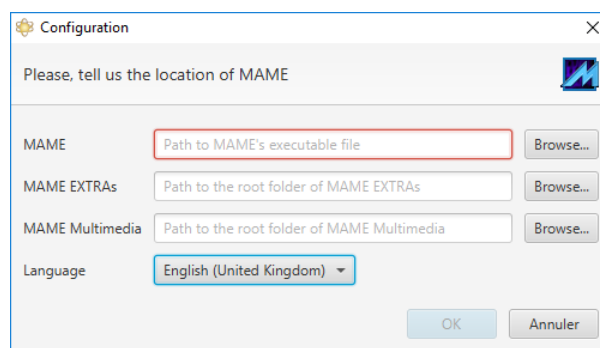 Configuration
Please, tell us the location of MAME
MAME Path to MAME's executable file Browse...
MAME EXTRAs Path to the root folder of MAME EXTRAs Browse...
MAME Multimedia Path to the root folder of MAME Multimedia Browse...
Language English (United Kingdom)
OK Annuler